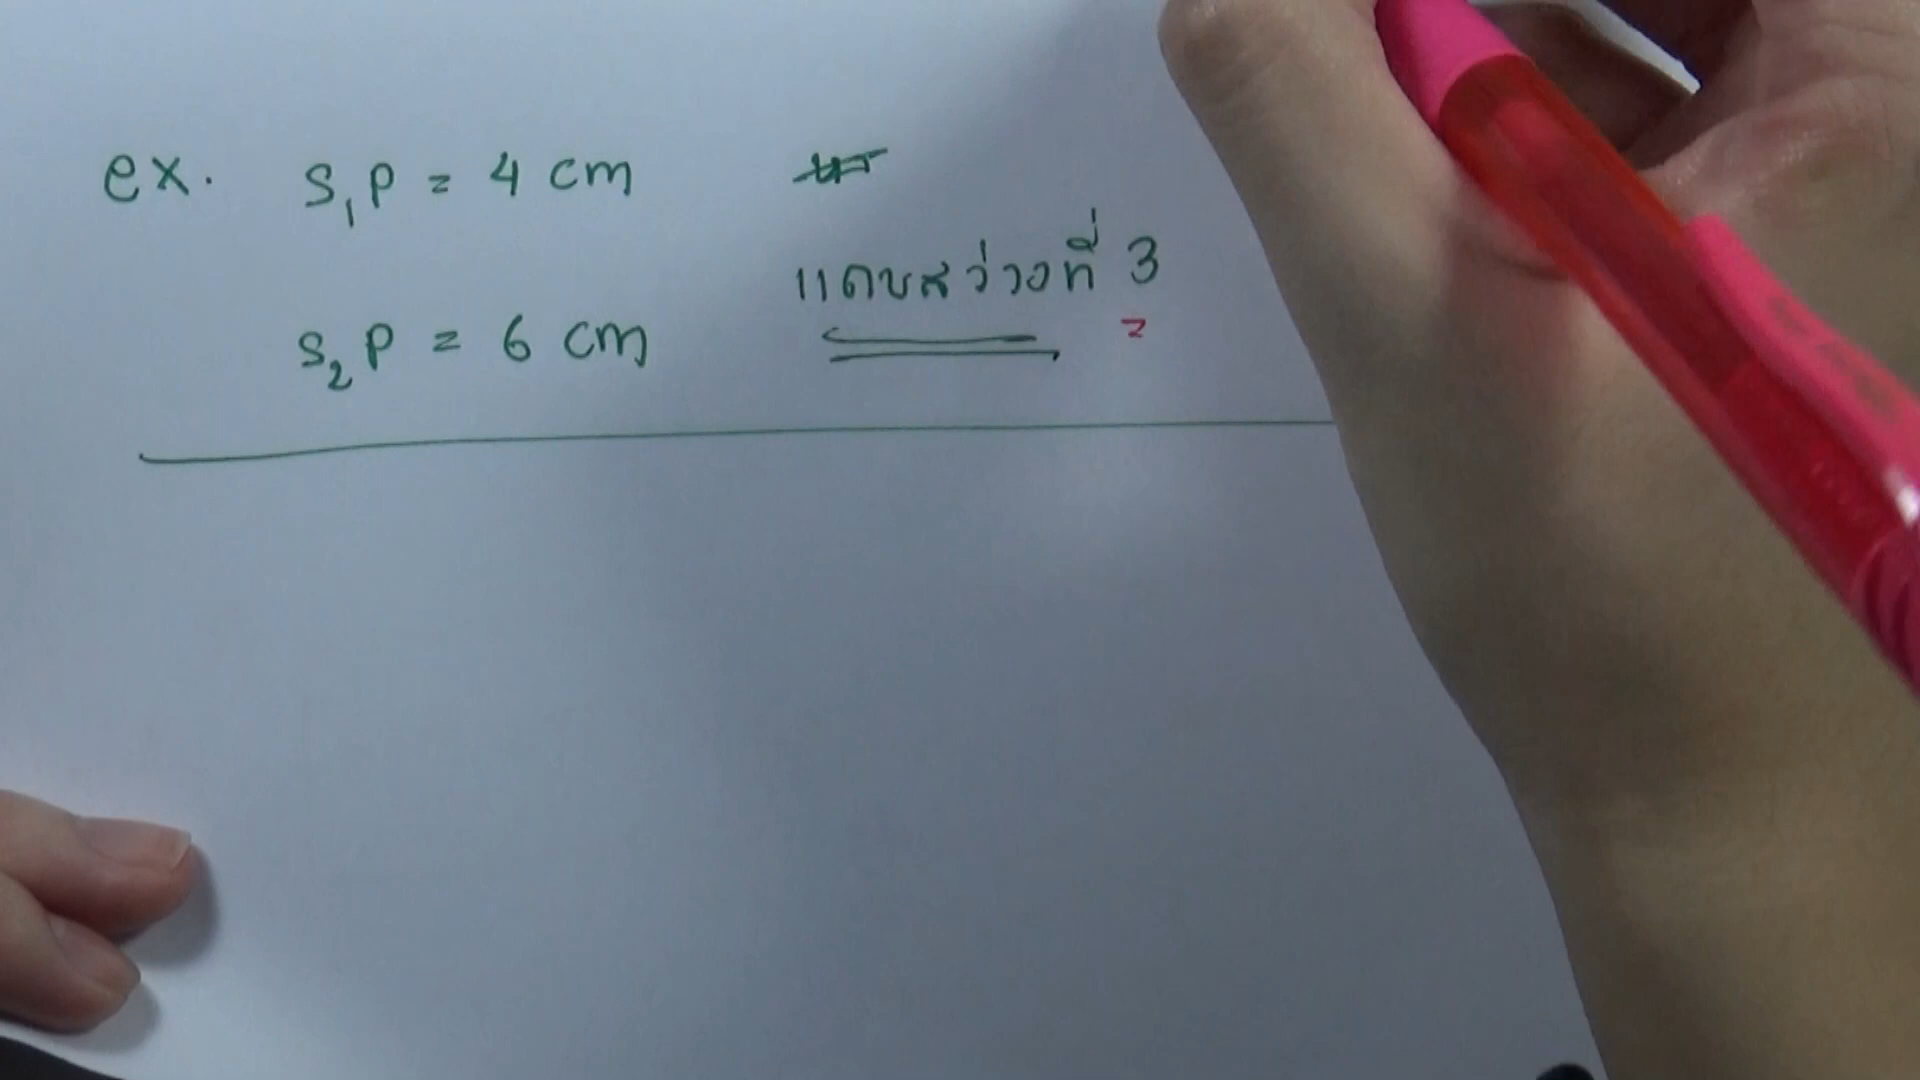 ex. S₁P = 4 cm
แถบสว่างที่ 3
S₂P = 6 cm
=